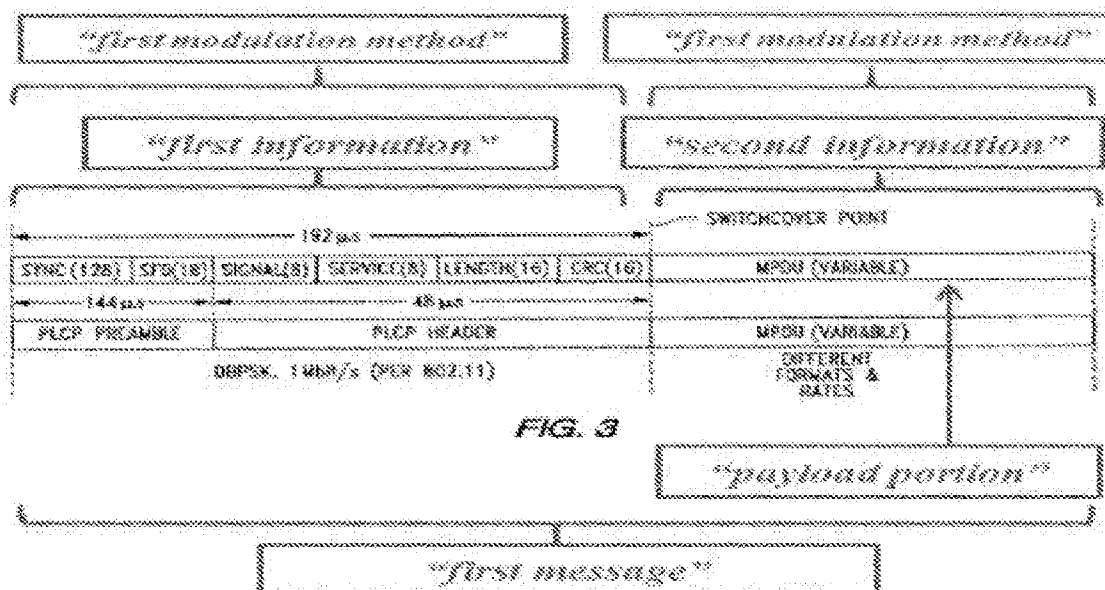 "first modulation method" "first modulation method"
"first information" "second information"
SWITCHCOVER POINT
192 μs
SYNC(128) SFD(16) SIGNAL(8) SERVICE(8) LENGTH(16) CRC(16) MPDU (VARIABLE)
144 μs 48 μs
PLCP PREAMBLE PLCP HEADER MPDU (VARIABLE)
DBPSK, 1 Mbit/s (PER 802.11) DIFFERENT
FORMATS &
RATES
FIG. 3
"payload portion"
"first message"